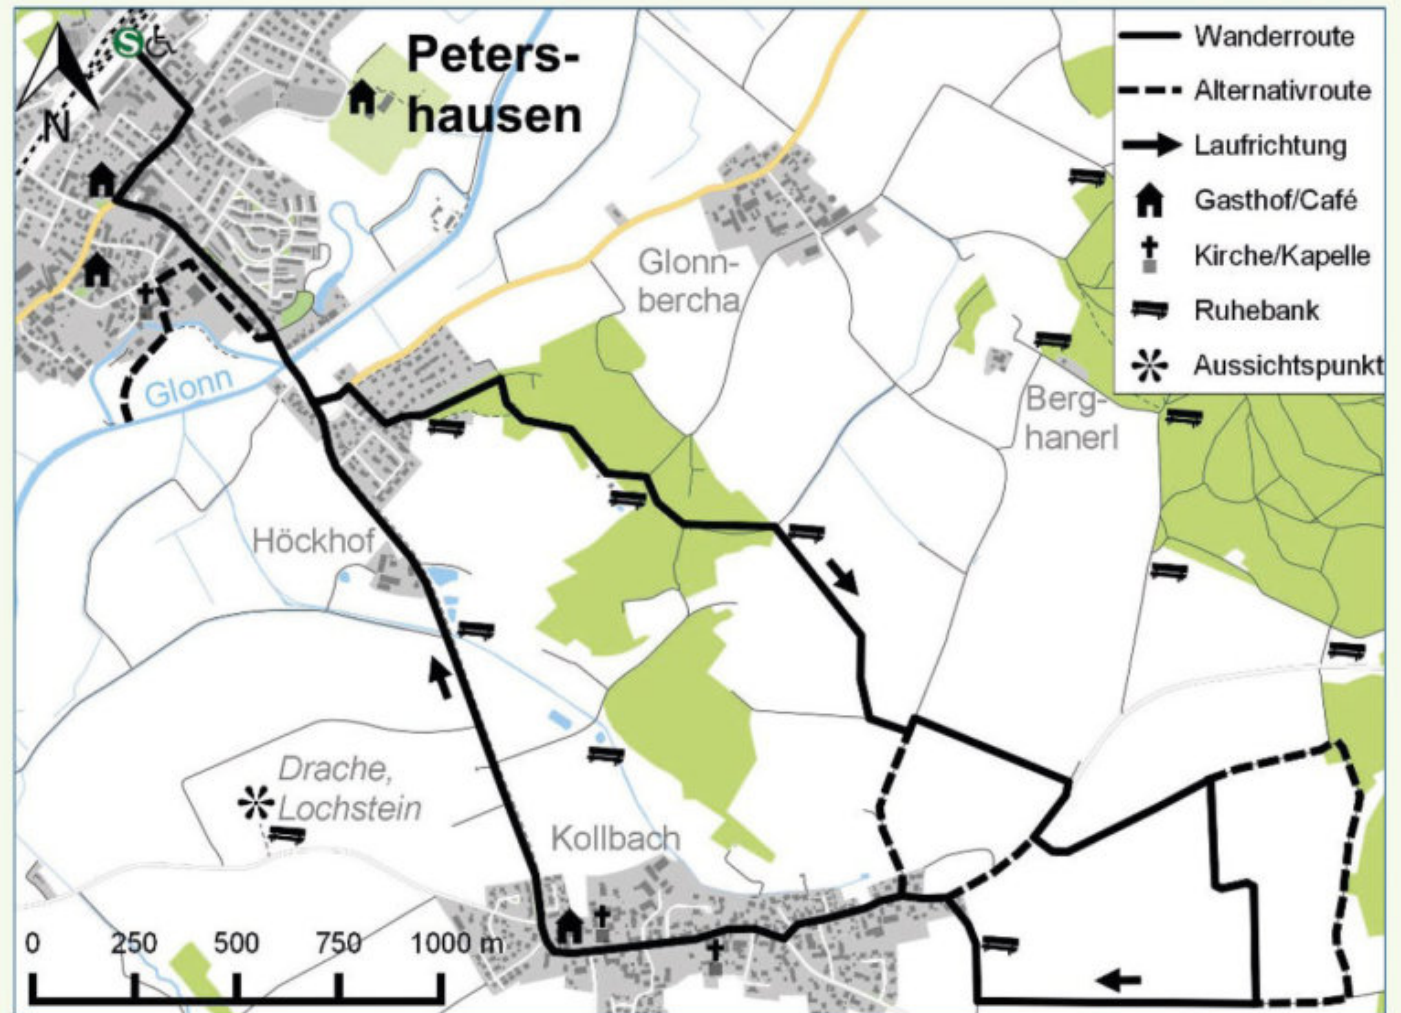 S
Peters-
hausen
N
Wanderroute
Alternativroute
Laufrichtung
Gasthof/Café
Kirche/Kapelle
Ruhebank
Aussichtspunkt
Glonn-
bercha
Glonn
Berg-
hanerl
Höckhof
Drache,
Lochstein
Kollbach
0 250 500 750 1000 m